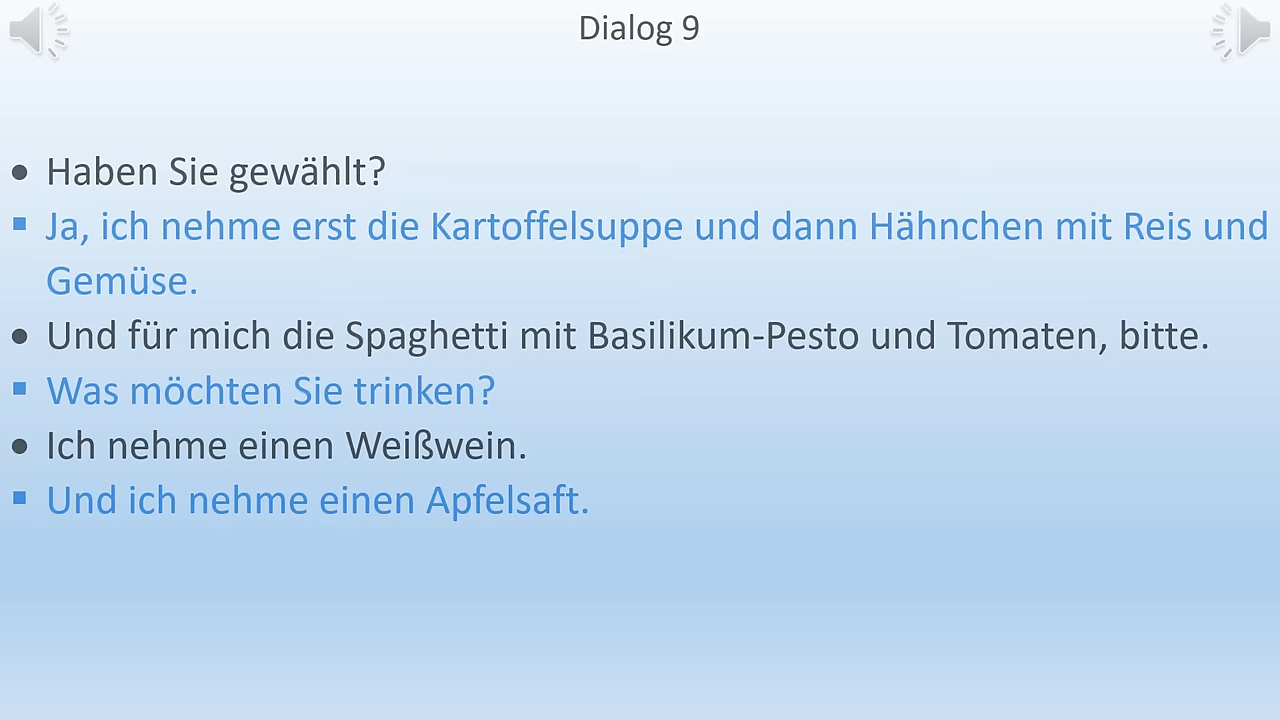 Dialog 9
• Haben Sie gewählt?
▪ Ja, ich nehme erst die Kartoffelsuppe und dann Hähnchen mit Reis und
Gemüse.
• Und für mich die Spaghetti mit Basilikum-Pesto und Tomaten, bitte.
▪ Was möchten Sie trinken?
• Ich nehme einen Weißwein.
▪ Und ich nehme einen Apfelsaft.